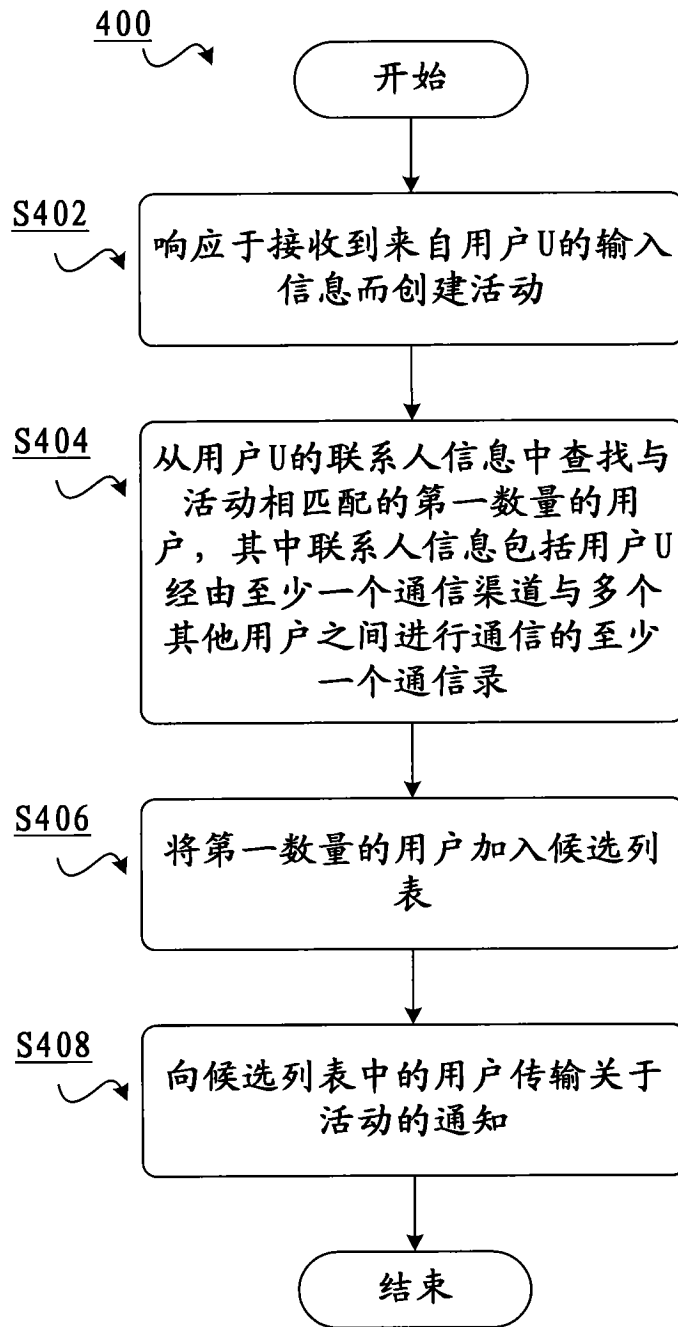 400
开始
S402
响应于接收到来自用户U的输入
信息而创建活动
S404
从用户U的联系人信息中查找与
活动相匹配的第一数量的用
户，其中联系人信息包括用户U
经由至少一个通信渠道与多个
其他用户之间进行通信的至少
一个通信录
S406
将第一数量的用户加入候选列
表
S408
向候选列表中的用户传输关于
活动的通知
结束